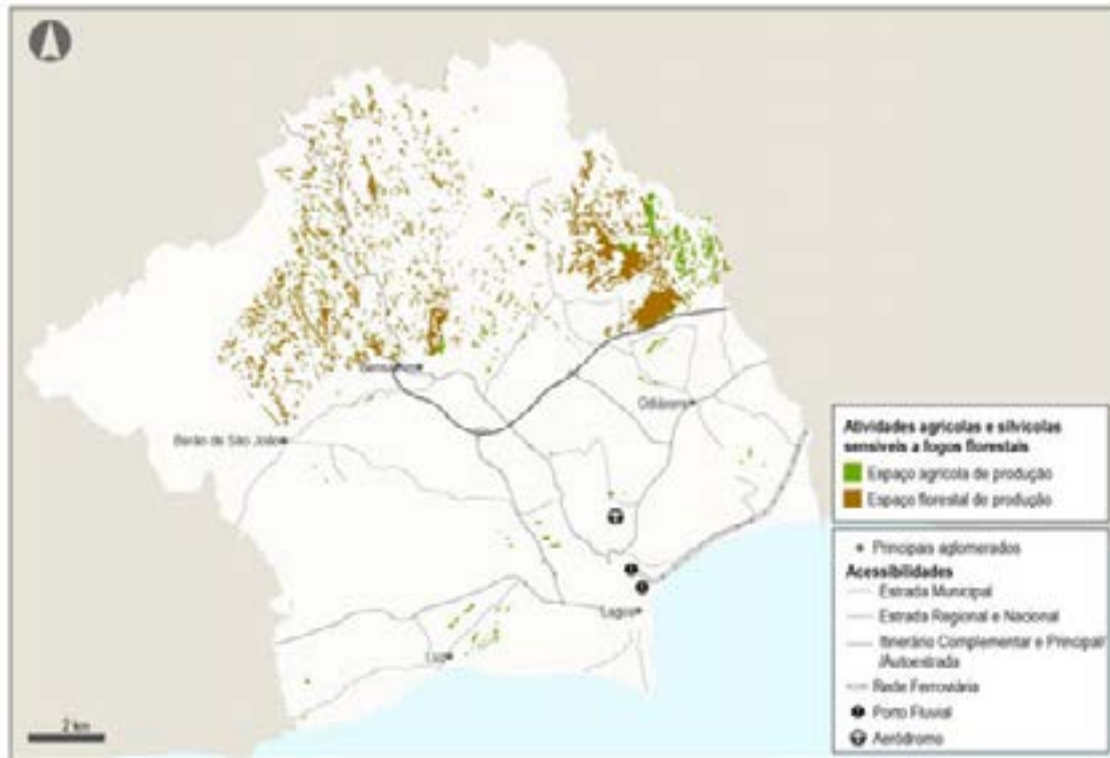 Bensafrim
Odiáxere
Barão de São João
Lagos
Luz
2 km
Atividades agrícolas e silvícolas
sensíveis a fogos florestais
Espaço agrícola de produção
Espaço florestal de produção
Principais aglomerados
Acessibilidades
Estrada Municipal
Estrada Regional e Nacional
Itinerário Complementar e Principal/
/Autoestrada
Rede Ferroviária
Porto Fluvial
Aeródromo